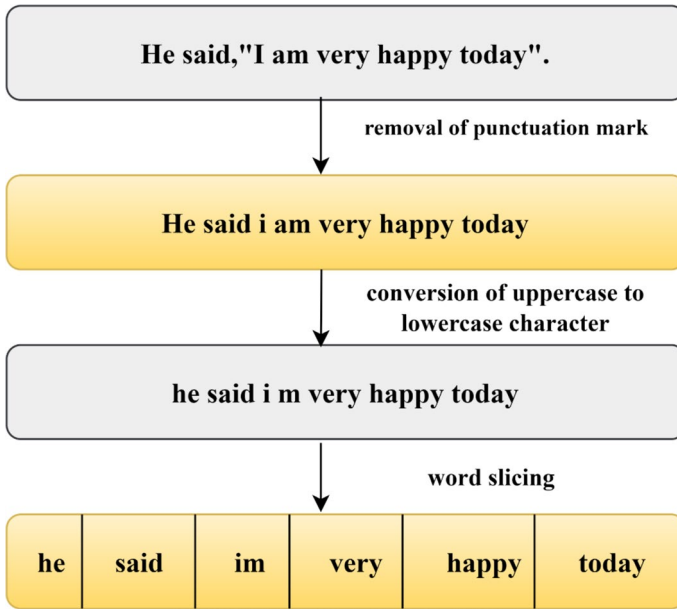 He said,"I am very happy today".
removal of punctuation mark
He said i am very happy today
conversion of uppercase to
lowercase character
he said i m very happy today
word slicing
he said im very happy today